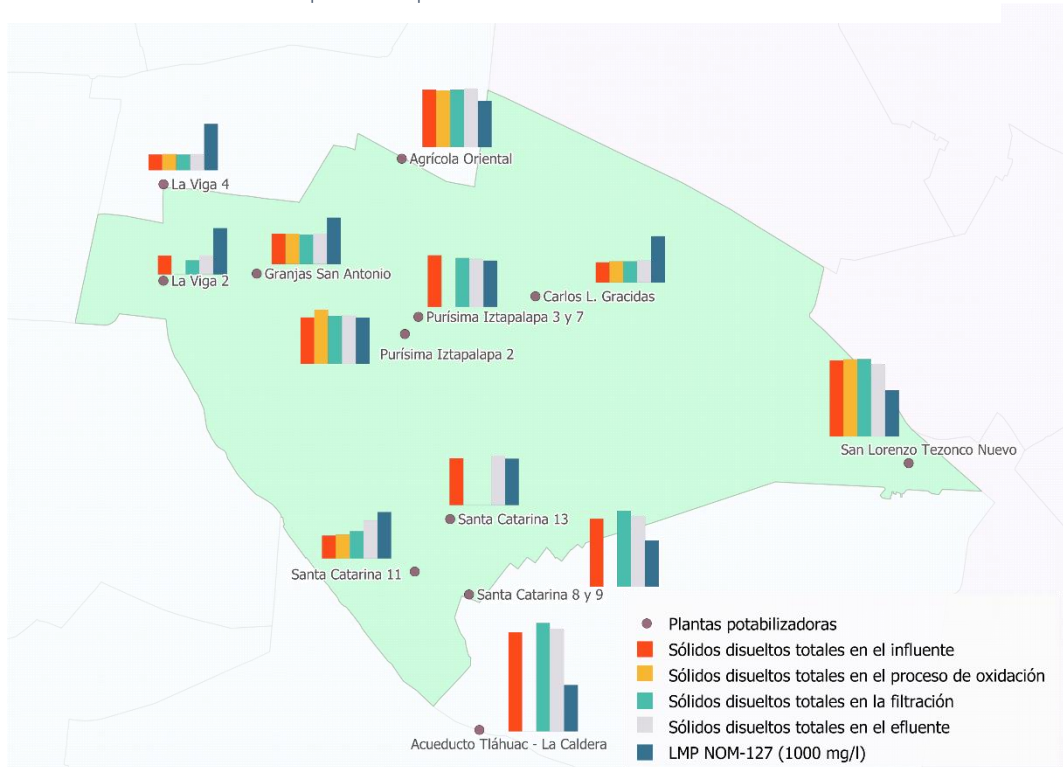 Agrícola Oriental
La Viga 4
La Viga 2
Granjas San Antonio
Carlos L. Gracidas
Purísima Iztapalapa 3 y 7
Purísima Iztapalapa 2
San Lorenzo Tezonco Nuevo
Santa Catarina 13
Santa Catarina 11
Santa Catarina 8 y 9
Acueducto Tláhuac - La Caldera
Plantas potabilizadoras
Sólidos disueltos totales en el influente
Sólidos disueltos totales en el proceso de oxidación
Sólidos disueltos totales en la filtración
Sólidos disueltos totales en el efluente
LMP NOM-127 (1000 mg/l)